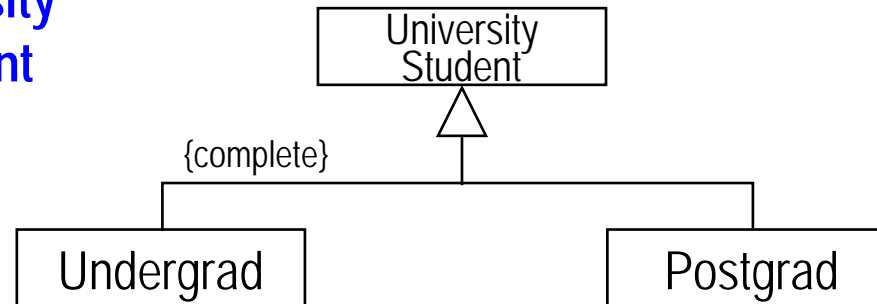 University
Student
{complete}
Undergrad
Postgrad